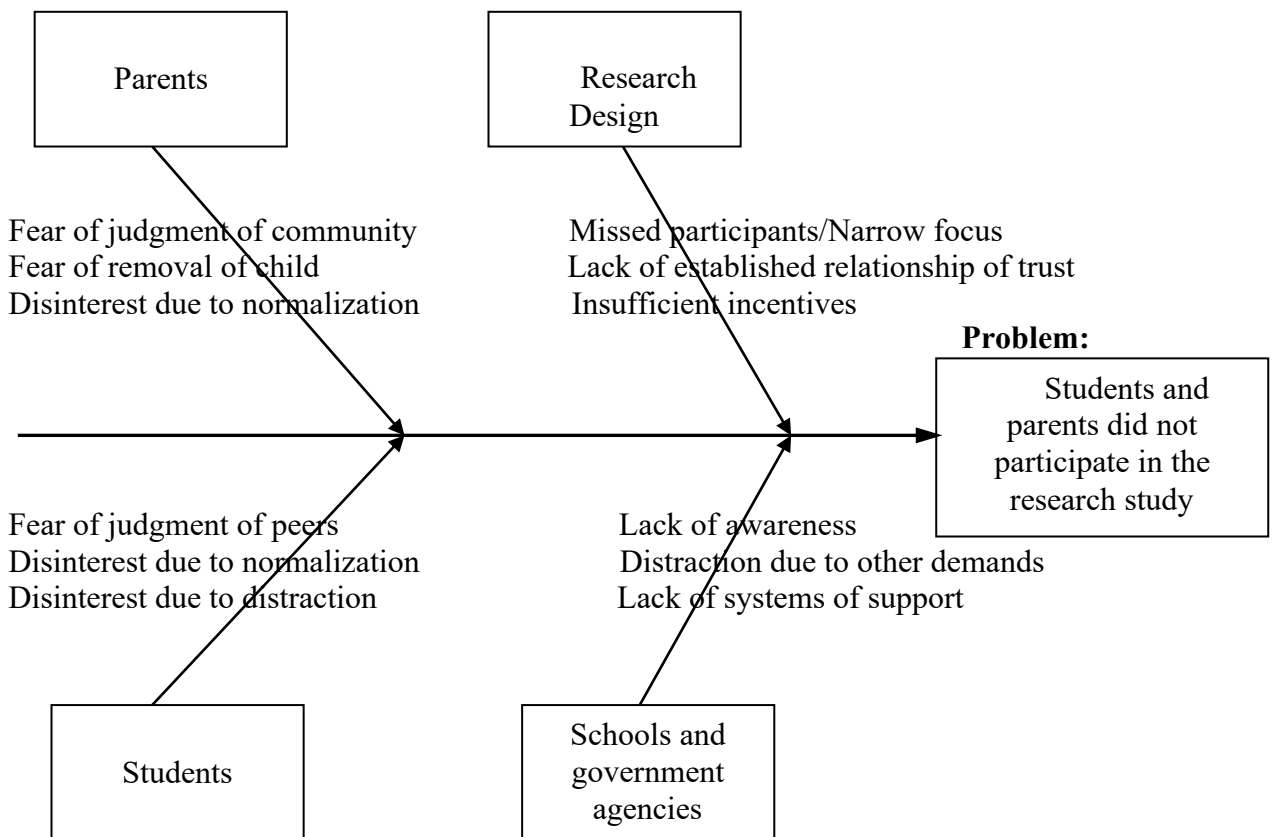 Parents
Research
Design
Fear of judgment of community
Fear of removal of child
Disinterest due to normalization
Missed participants/Narrow focus
Lack of established relationship of trust
Insufficient incentives
Problem:
Students and
parents did not
participate in the
research study
Fear of judgment of peers
Disinterest due to normalization
Disinterest due to distraction
Lack of awareness
Distraction due to other demands
Lack of systems of support
Students
Schools and
government
agencies